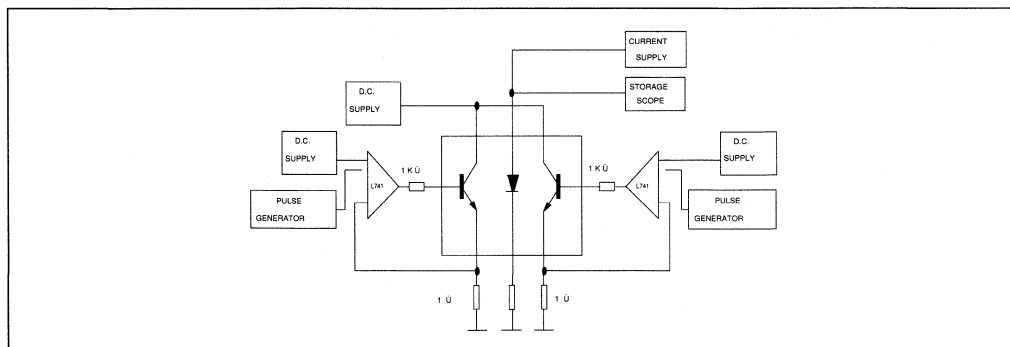 CURRENT
SUPPLY
STORAGE
SCOPE
D.C.
SUPPLY
D.C.
SUPPLY
1 K Ù
L741
PULSE
GENERATOR
1 K Ù
L741
D.C.
SUPPLY
PULSE
GENERATOR
1 Ù
1 Ù